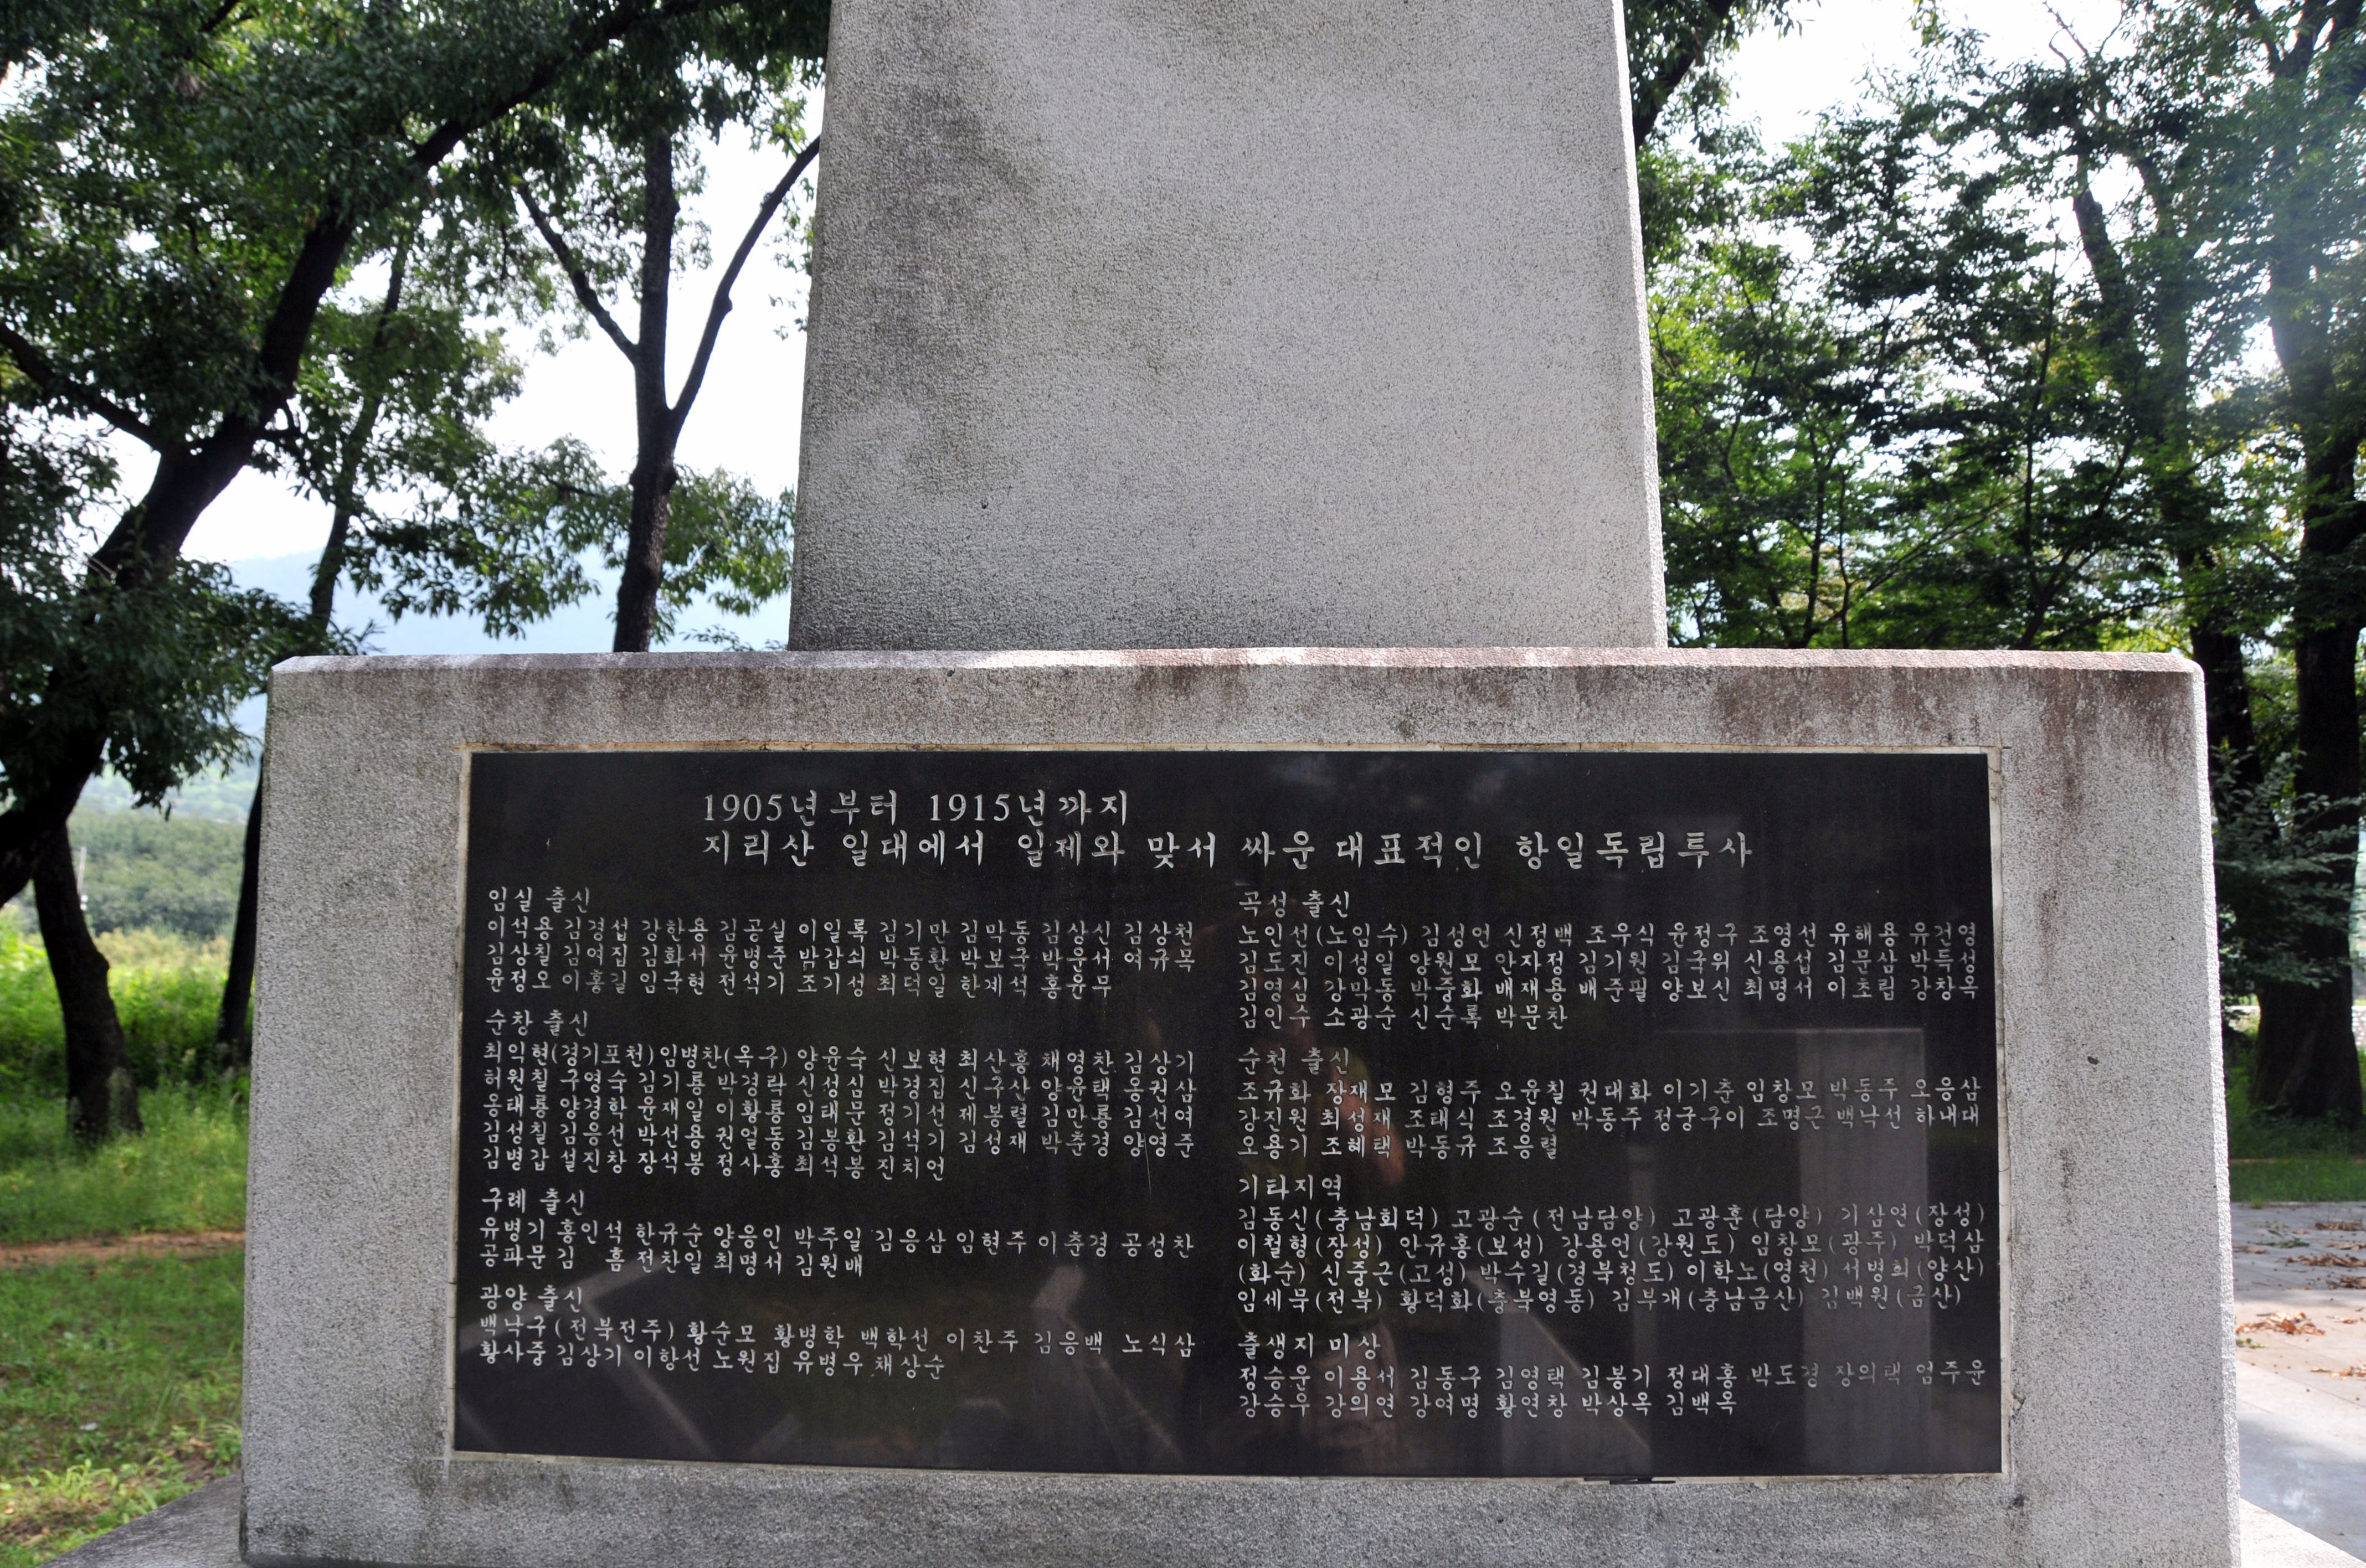 1905년부터 1915년까지
지리산 일대에서 일제와 맞서 싸운 대표적인 항일독립투사
임실 출신
이석용 김경섭 강한용 김공실 이일록 김기만 김막동 김상신 김상천
김상칠 김여집 김화서 윤병준 박갑쇠 박동환 박보국 박운서 여규목
윤정오 이홍길 임국현 전석기 조기성 최덕일 한계석 홍윤무
순창 출신
최익현(경기포천) 임병찬(옥구) 양윤숙 신보현 최산흥 채영찬 김상기
허원칠 구영숙 김기룡 박경락 신성심 박경집 신구산 양윤택 옹권삼
옹태룡 양경학 윤재일 이황룡 임태문 정기선 제봉렬 김만룡 김선여
김성칠 김응선 박선용 권일동 김봉환 김석기 김성재 박춘경 양영준
김병갑 설진창 장석봉 정사홍 최석봉 진치언
구례 출신
유병기 홍인석 한규순 양응인 박주일 김응삼 임현주 이춘경 공성찬
공파문 김 흠 전찬일 최명서 김원배
광양 출신
백낙구(전북전주) 황순모 황병학 백학선 이찬주 김응백 노식삼
황사중 김상기 이항선 노원집 유병우 채상순
곡성 출신
노인선(노임수) 김성언 신정백 조우식 윤정구 조영선 유해용 유건영
김도진 이성일 양원모 안자정 김기원 김국위 신용섭 김문삼 박득성
김영심 강막동 박중화 배재용 배준필 양보신 최명서 이초립 강창옥
김인수 소광순 신순록 박문찬
순천 출신
조규화 장재모 김형주 오윤칠 권대화 이기춘 임창모 박동주 오응삼
강진원 최성재 조태식 조경원 박동주 정궁구이 조명근 백낙선 하내대
오용기 조혜택 박동규 조응렬
기타지역
김동신(충남회덕) 고광순(전남담양) 고광훈(담양) 기삼연(장성)
이철형(장성) 안규홍(보성) 강용언(강원도) 임창모(광주) 박덕삼
(화순) 신중근(고성) 박수길(경북청도) 이학노(영천) 서병희(양산)
임세묵(전북) 황덕화(충북영동) 김부개(충남금산) 김백원(금산)
출생지 미상
정승운 이용서 김동구 김영택 김봉기 정대홍 박도경 장의택 엄주윤
강승우 강의연 강여명 황연창 박상옥 김백옥